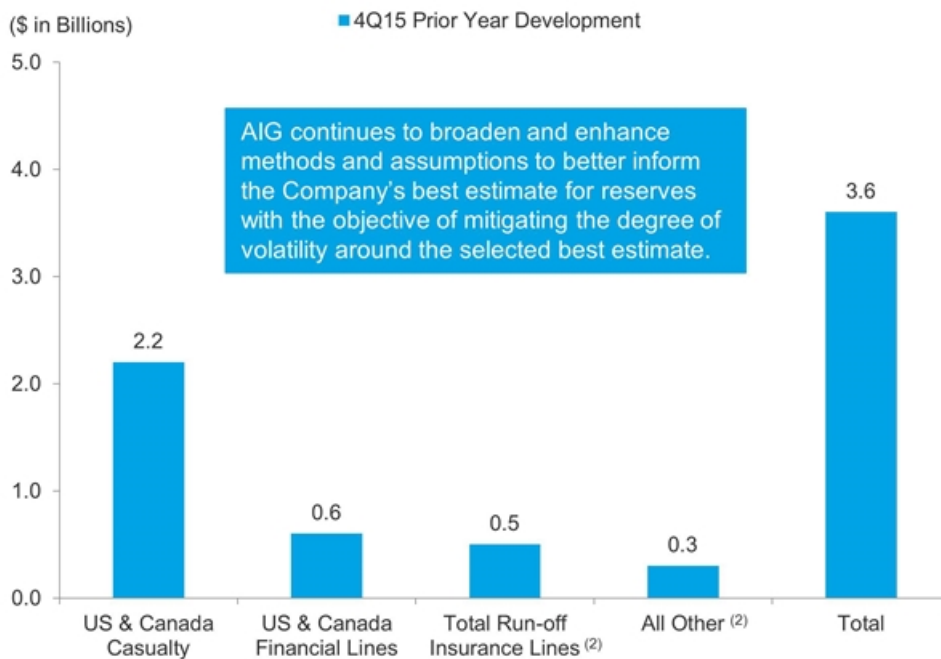 ($ in Billions)
4Q15 Prior Year Development
5.0
AIG continues to broaden and enhance
methods and assumptions to better inform
the Company's best estimate for reserves
with the objective of mitigating the degree of
volatility around the selected best estimate.
4.0
3.6
3.0
2.2
2.0
1.0
0.6
0.5
0.3
0.0
US & Canada
Casualty
US & Canada
Financial Lines
Total Run-off
Insurance Lines (2)
All Other (2)
Total